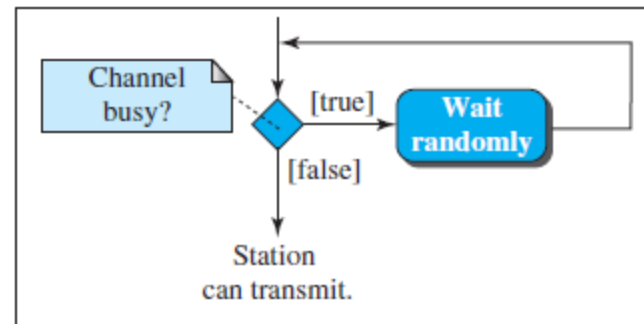 Channel
busy?
[true]
Wait
randomly
[false]
Station
can transmit.